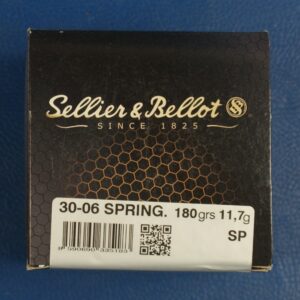 Sellier & Bellot
SINCE 1825
30-06 SPRING. 180grs 11,7g
SP